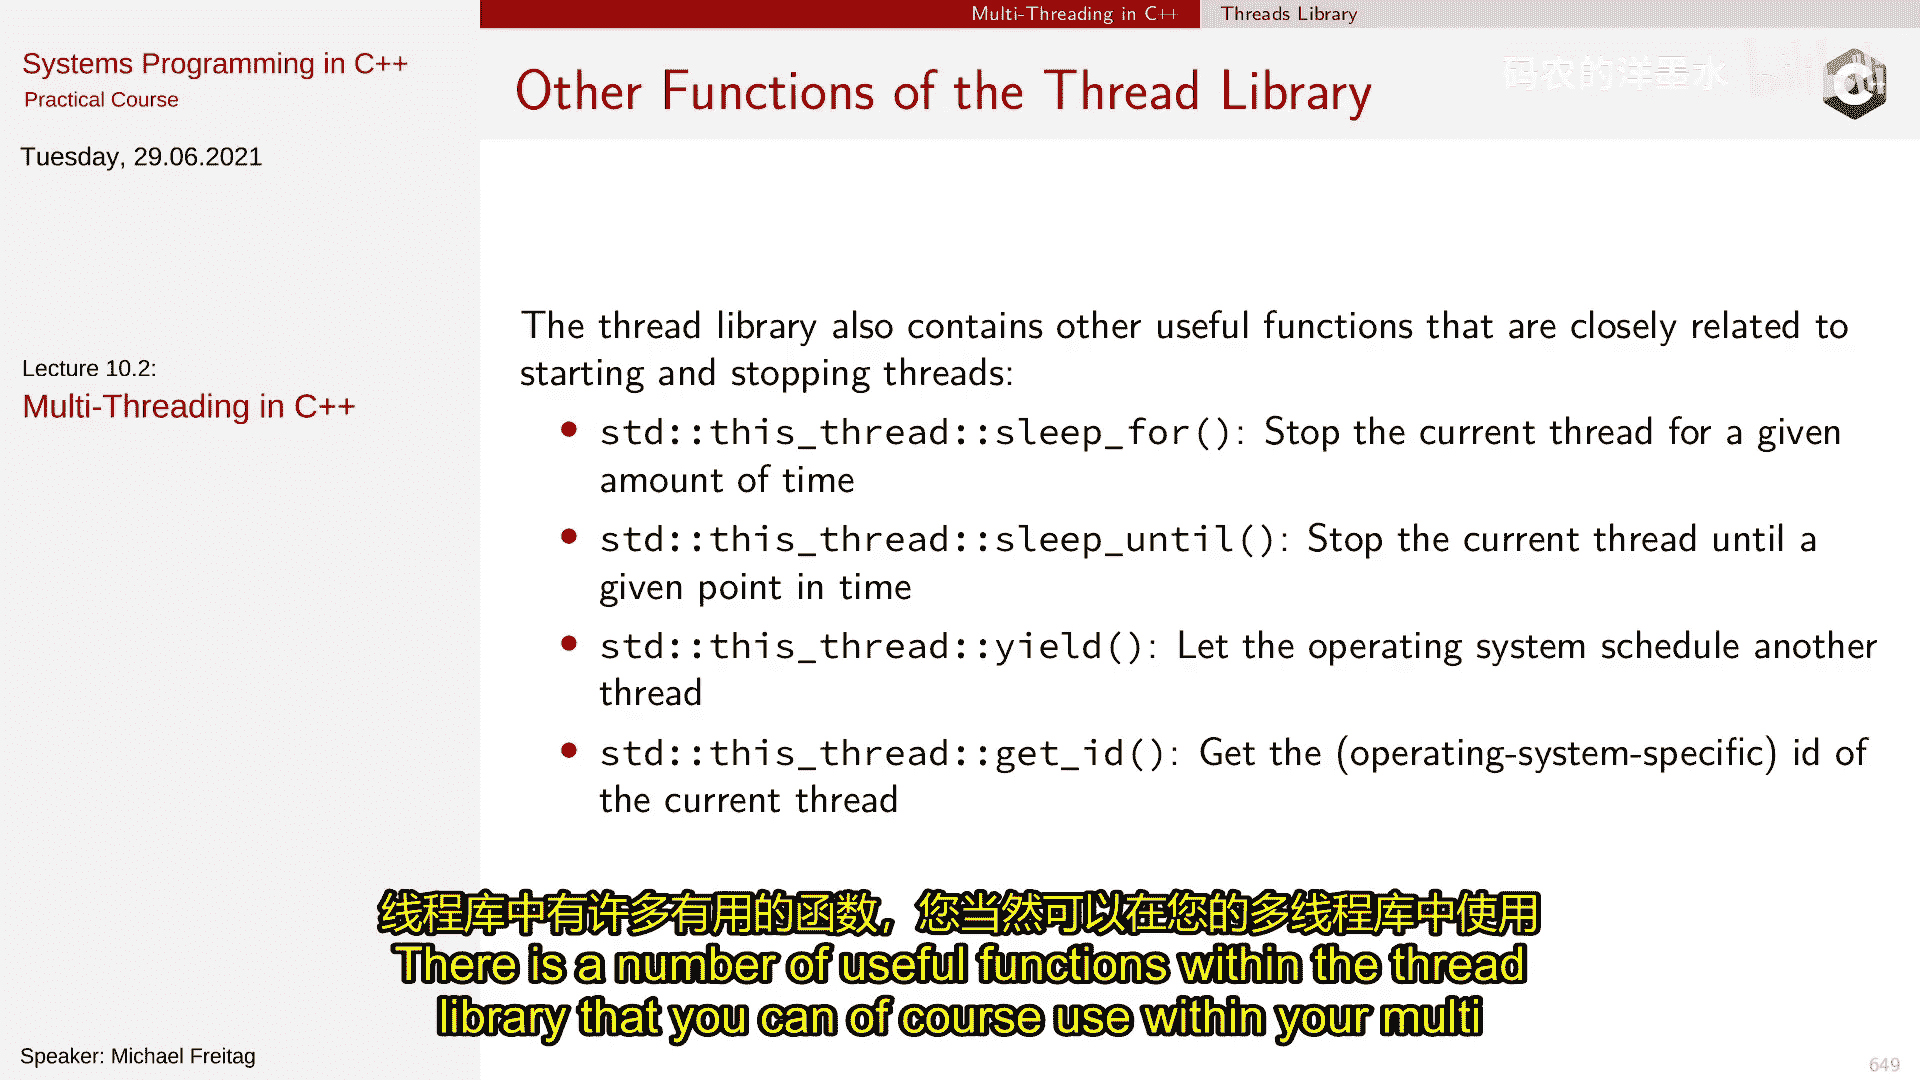 Multi-Threading in C++
Threads Library
Systems Programming in C++
Practical Course
Tuesday, 29.06.2021
Other Functions of the Thread Library
码农的洋墨水
Lecture 10.2:
Multi-Threading in C++
The thread library also contains other useful functions that are closely related to
starting and stopping threads:
• std::this_thread::sleep_for(): Stop the current thread for a given
amount of time
• std::this_thread::sleep_until(): Stop the current thread until a
given point in time
• std::this_thread::yield(): Let the operating system schedule another
thread
• std::this_thread::get_id(): Get the (operating-system-specific) id of
the current thread
线程库中有许多有用的函数，您当然可以在您的多线程库中使用
There is a number of useful functions within the thread
library that you can of course use within your multi
Speaker: Michael Freitag
649